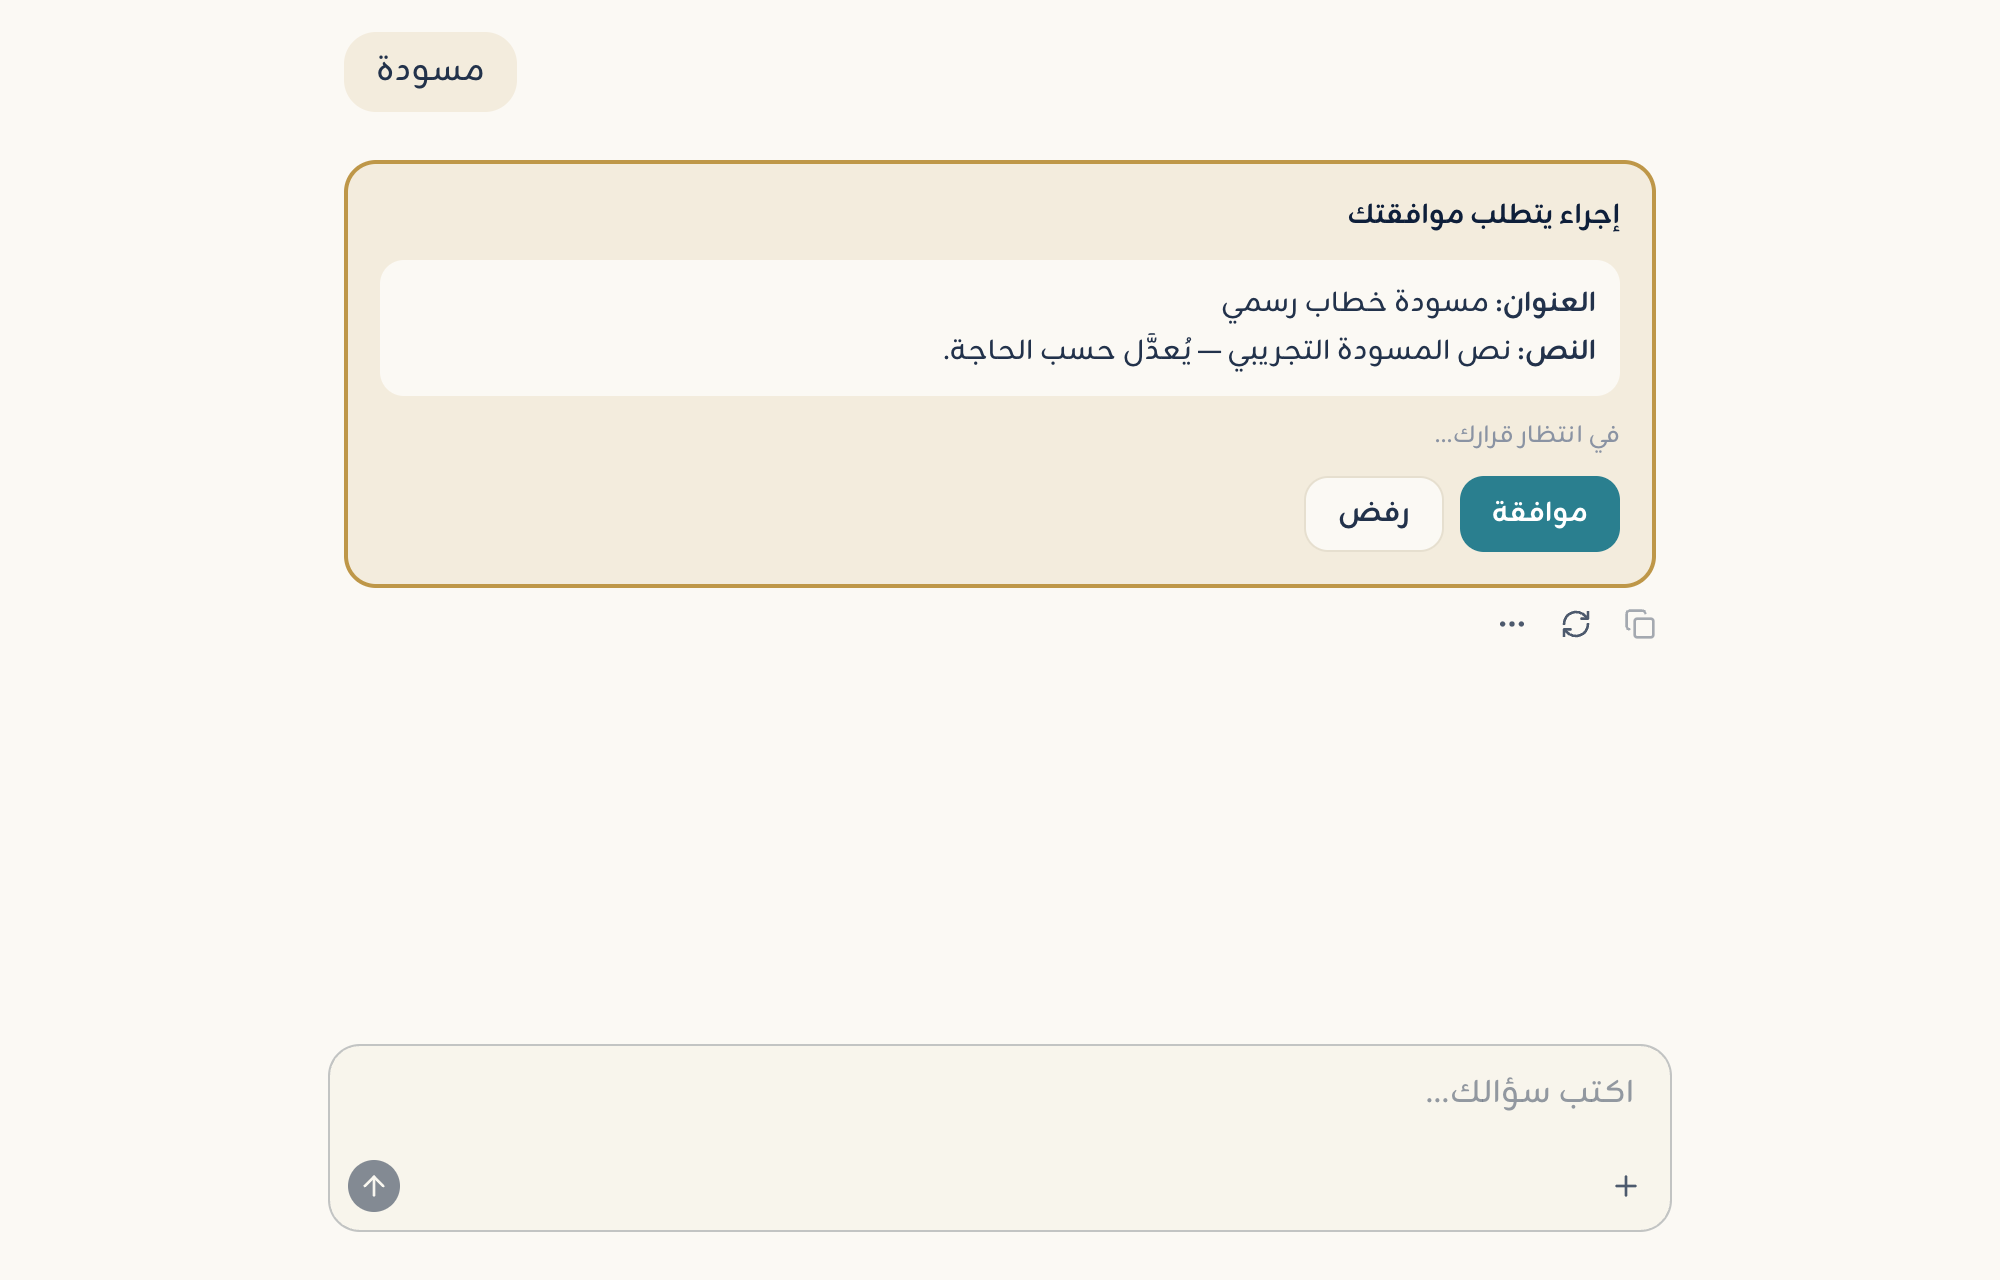 مسودة
إجراء يتطلب موافقتك
العنوان: مسودة خطاب رسمي
النص: نص المسودة التجريبي — يُعدَّل حسب الحاجة.
في انتظار قرارك...
موافقة
رفض
اكتب سؤالك...